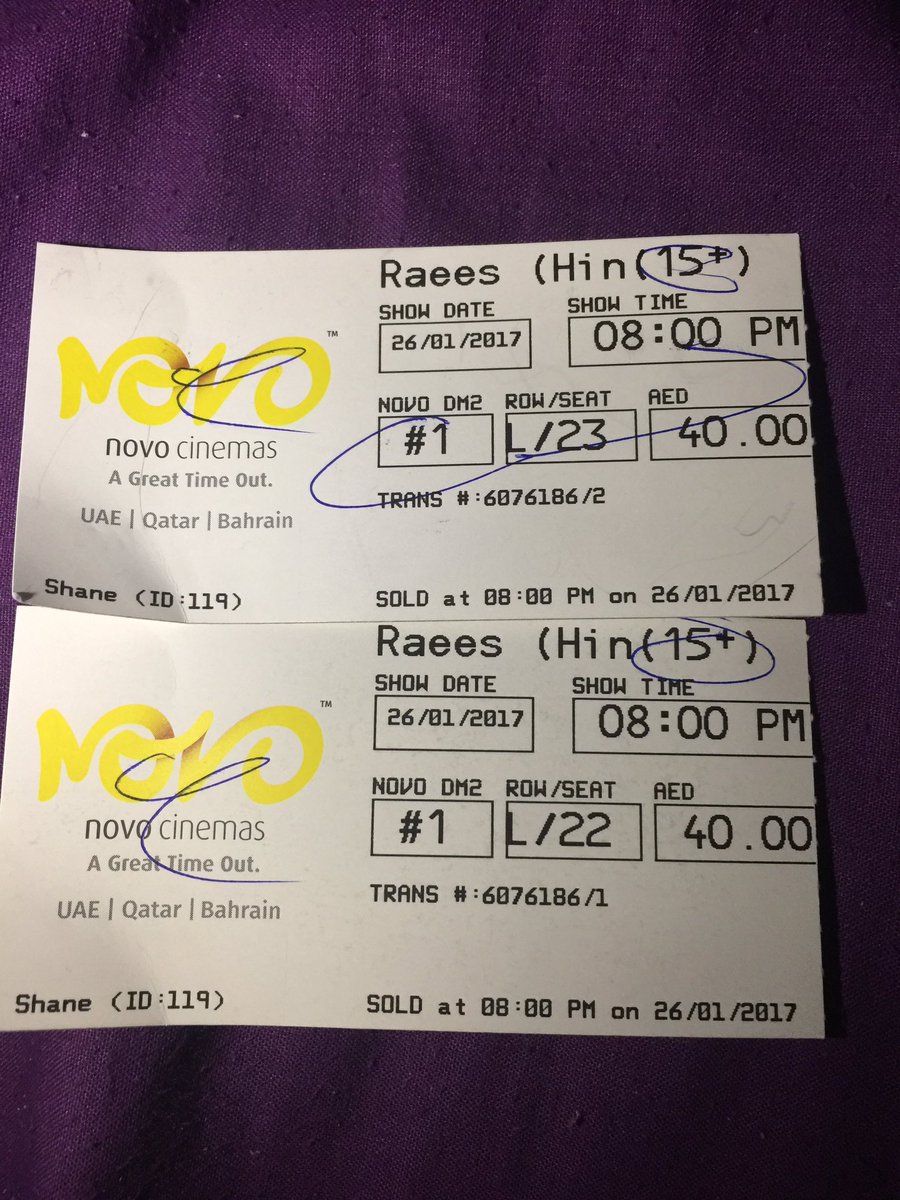 Raees (Hin(15+)
SHOW DATE SHOW TIME
26/01/2017 08:00 PM
NOVO DM2 ROW/SEAT AED
#1 L/23 40.00
TRANS #:6076186/2
NOVO ™
novo cinemas
A Great Time Out.
UAE | Qatar | Bahrain
Shane (ID:119) SOLD at 08:00 PM on 26/01/2017
Raees (Hin(15+)
SHOW DATE SHOW TIME
26/01/2017 08:00 PM
NOVO DM2 ROW/SEAT AED
#1 L/22 40.00
TRANS #:6076186/1
NOVO ™
novo cinemas
A Great Time Out.
UAE | Qatar | Bahrain
Shane (ID:119) SOLD at 08:00 PM on 26/01/2017